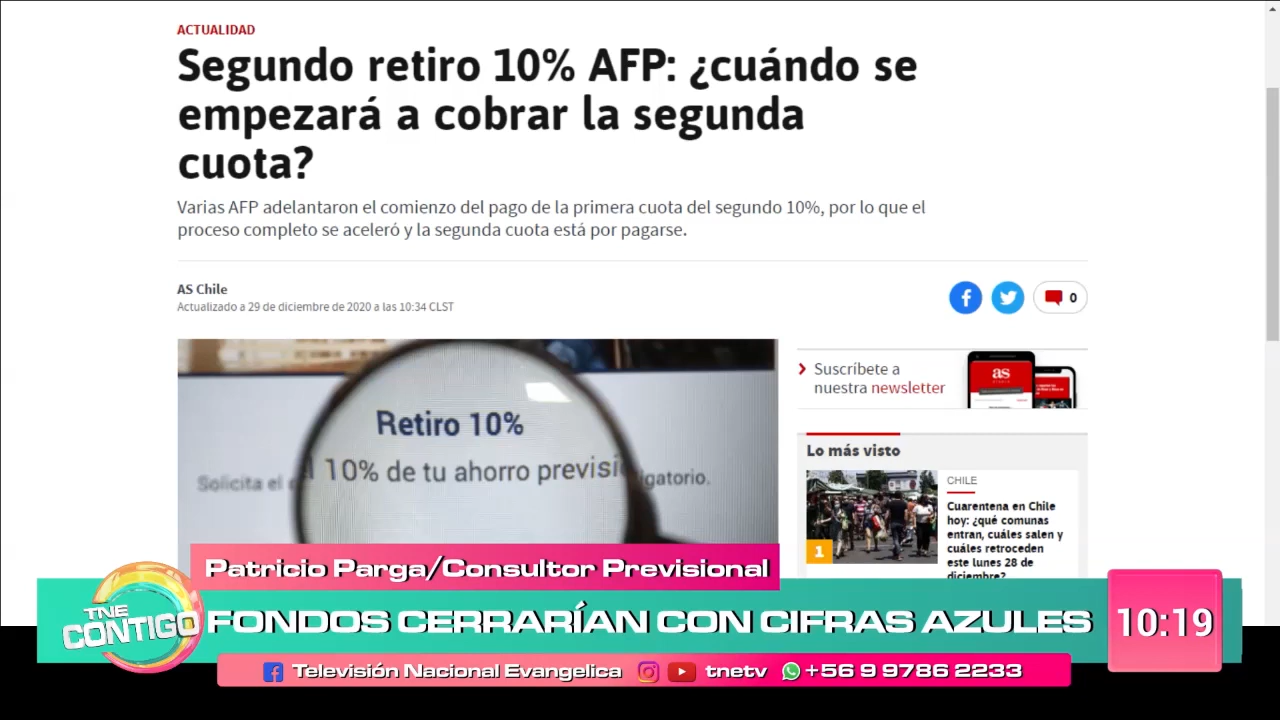 ACTUALIDAD
Segundo retiro 10% AFP: ¿cuándo se
empezará a cobrar la segunda
cuota?
Varias AFP adelantaron el comienzo del pago de la primera cuota del segundo 10%, por lo que el
proceso completo se aceleró y la segunda cuota está por pagarse.
AS Chile
Actualizado a 29 de diciembre de 2020 a las 10:34 CLST
0
Suscríbete a
nuestra newsletter
as
Lo más visto
Retiro 10%
Solicita el 10% de tu ahorro previsi gatorio.
CHILE
Cuarentena en Chile
hoy: ¿qué comunas
entran, cuáles salen y
cuáles retroceden
este lunes 28 de
diciembre?
1
Patricio Parga/Consultor Previsional
TNE
CONTIGO
FONDOS CERRARÍAN CON CIFRAS AZULES
10:19
Televisión Nacional Evangelica tnetv +56 9 9786 2233